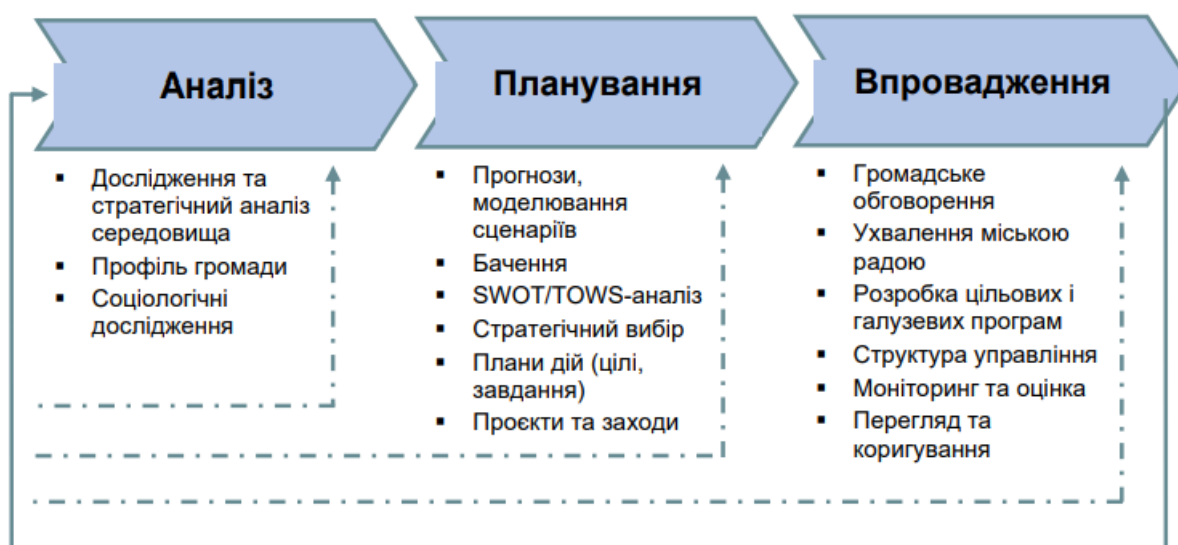 Аналіз
Планування
Впровадження
▪ Дослідження та
стратегічний аналіз
середовища
▪ Профіль громади
▪ Соціологічні
дослідження
▪ Прогнози,
моделювання
сценаріїв
▪ Бачення
▪ SWOT/TOWS-аналіз
▪ Стратегічний вибір
▪ Плани дій (цілі,
завдання)
▪ Проєкти та заходи
▪ Громадське
обговорення
▪ Ухвалення міською
радою
▪ Розробка цільових і
галузевих програм
▪ Структура управління
▪ Моніторинг та оцінка
▪ Перегляд та
коригування